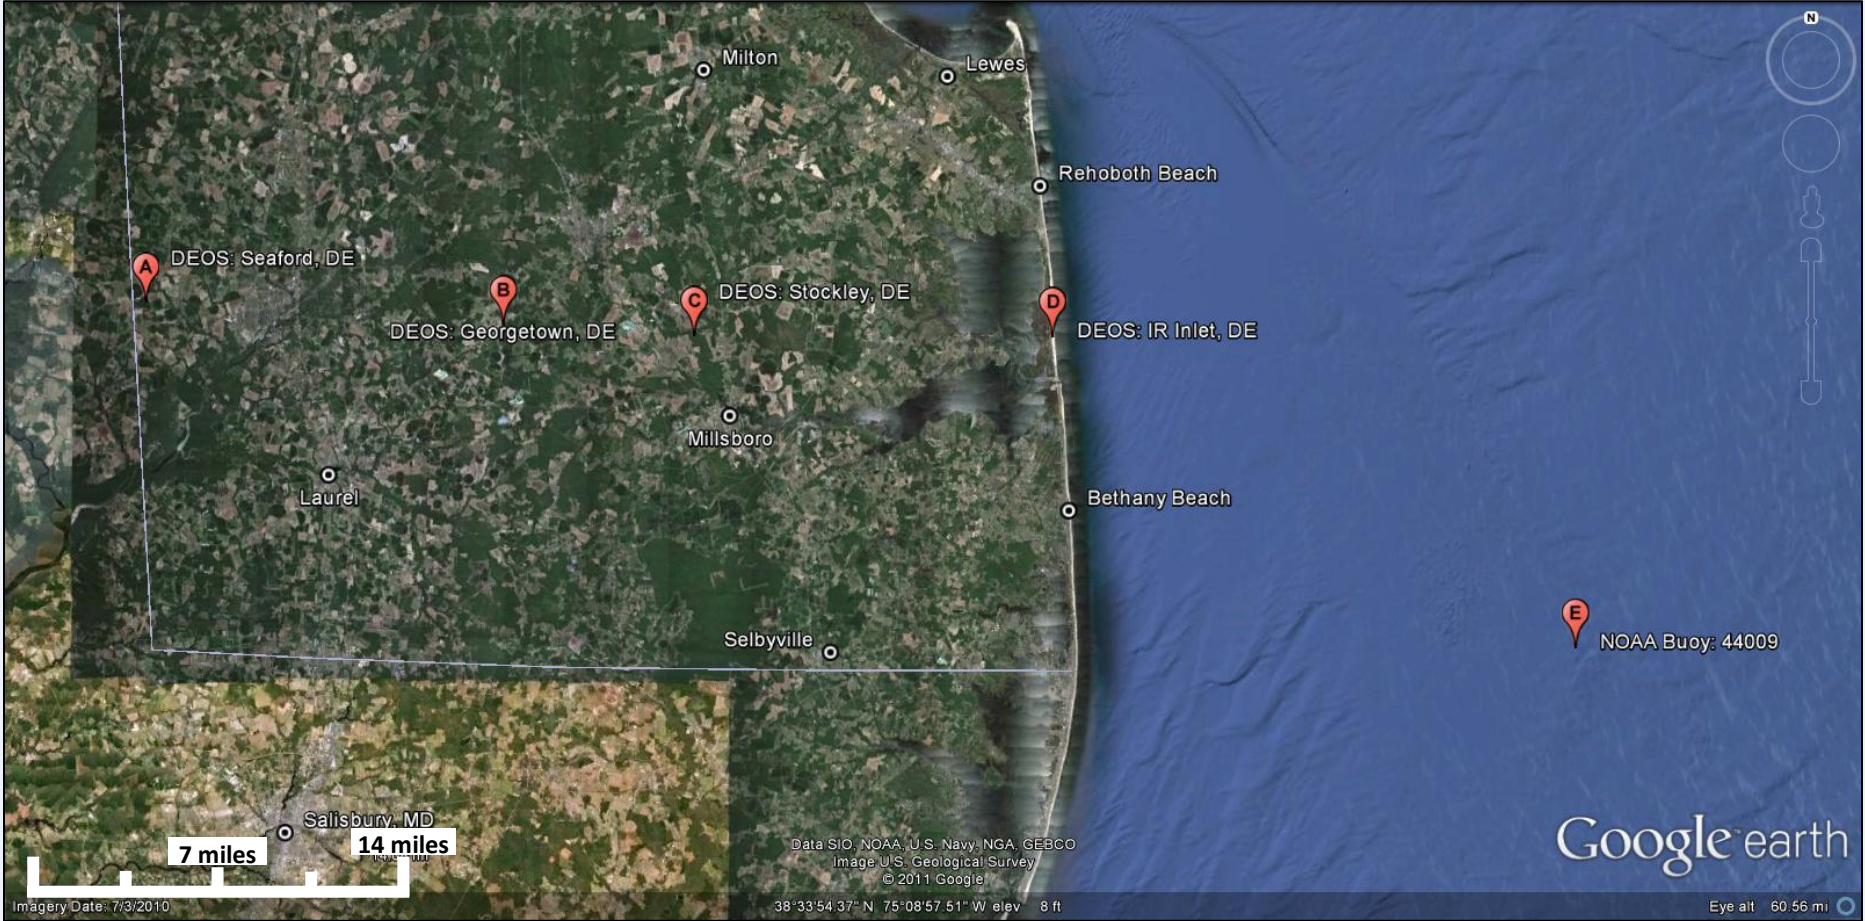 N
Milton
Lewes
Rehoboth Beach
A
DEOS: Seaford, DE
B
DEOS: Georgetown, DE
C
DEOS: Stockley, DE
D
DEOS: IR Inlet, DE
Millsboro
Laurel
Bethany Beach
Selbyville
E
NOAA Buoy: 44009
Salisbury, MD
7 miles
14 miles
Data SIO, NOAA, U.S. Navy, NGA, GEBCO
Image U.S. Geological Survey
© 2011 Google
Google earth
Imagery Date: 7/3/2010
38°33'54.37" N 75°08'57.51" W elev 8 ft
Eye alt 60.56 mi